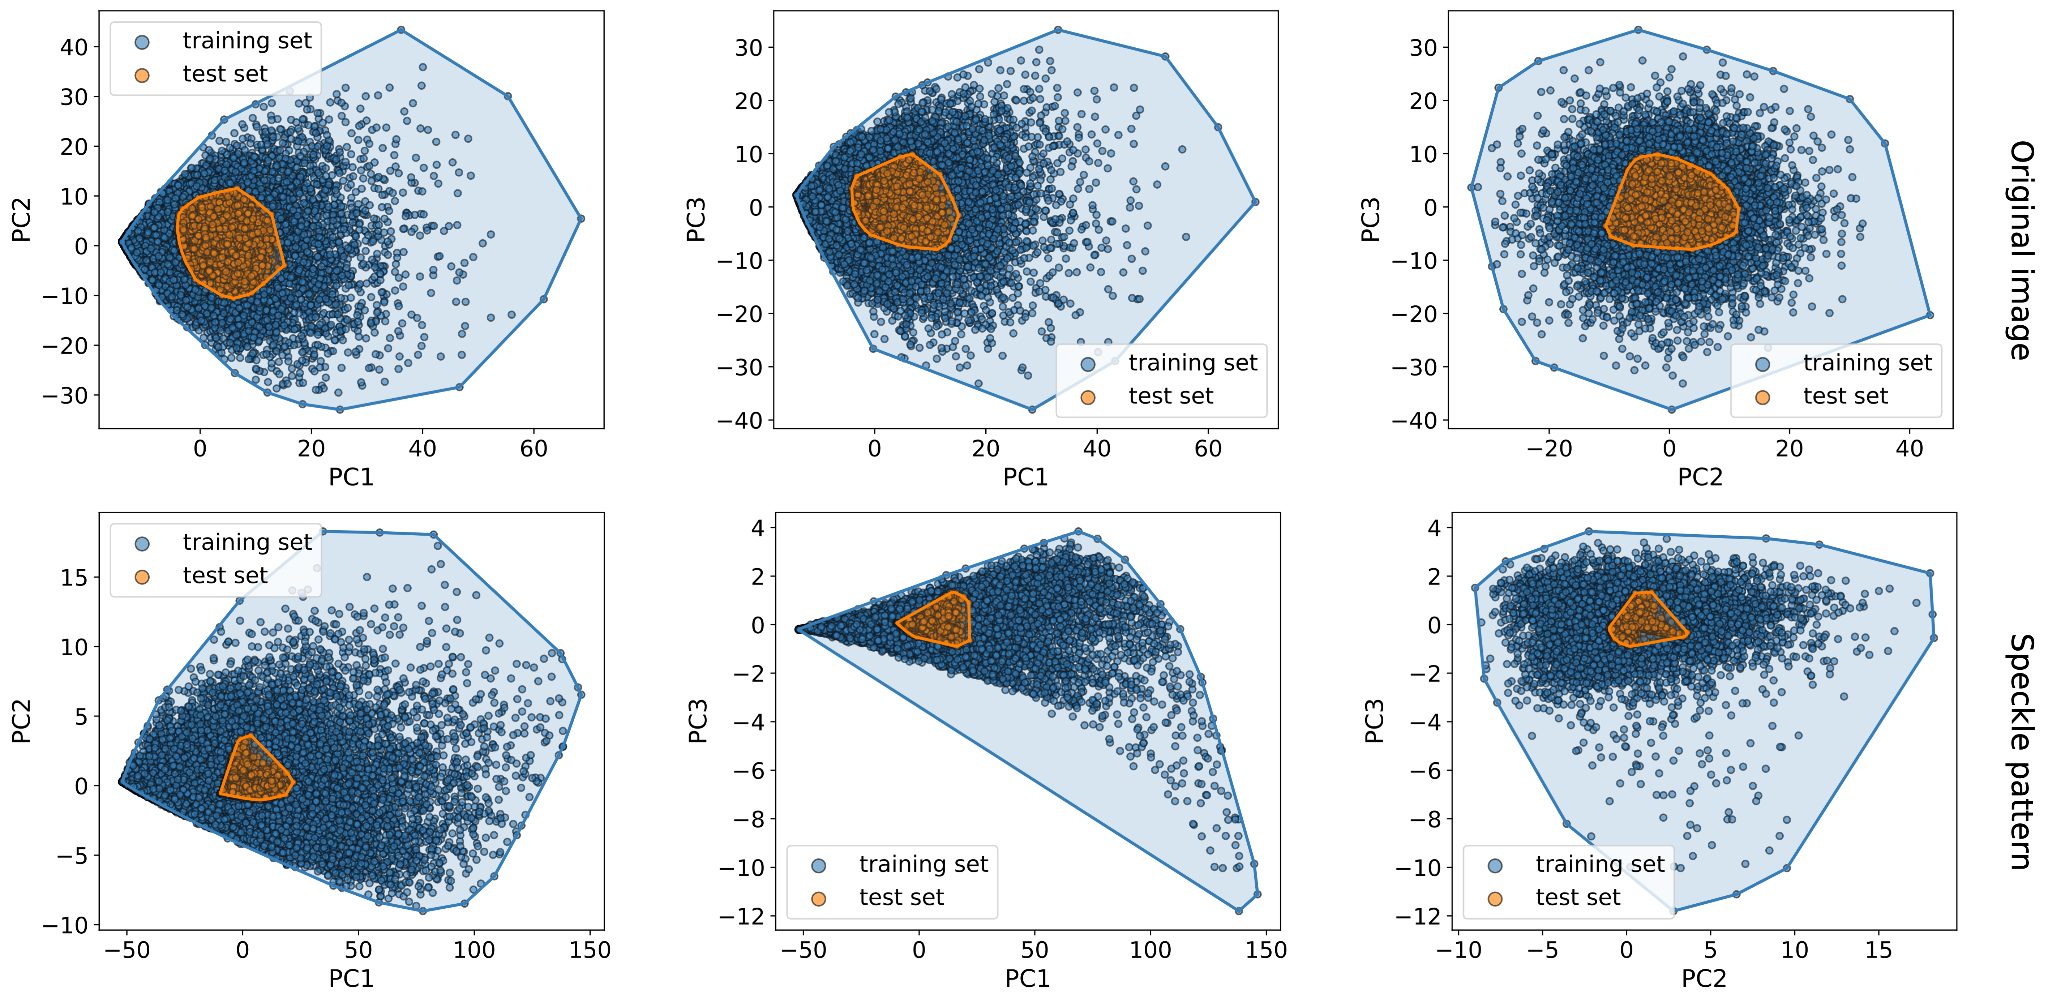 training set
test set
40
30
20
10
0
−10
−20
−30
PC2
0
20
40
60
PC1
30
20
10
0
−10
−20
−30
−40
PC3
training set
test set
0
20
40
60
PC1
30
20
10
0
−10
−20
−30
−40
PC3
training set
test set
−20
0
20
40
PC2
Original image
training set
test set
15
10
5
0
−5
−10
PC2
−50
0
50
100
150
PC1
4
2
0
−2
−4
−6
−8
−10
−12
PC3
training set
test set
−50
0
50
100
150
PC1
4
2
0
−2
−4
−6
−8
−10
−12
PC3
training set
test set
−10
−5
0
5
10
15
PC2
Speckle pattern